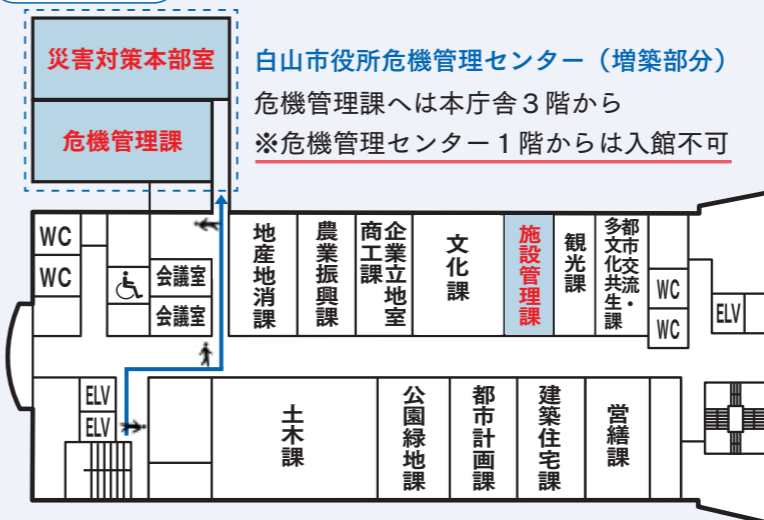 災害対策本部室
危機管理課
白山市役所危機管理センター（増築部分）
危機管理課へは本庁舎３階から
※危機管理センター１階からは入館不可
WC
WC
会議室
会議室
地産地消課
農業振興課
企業立地室
商工課
文化課
施設管理課
観光課
都市交流・
多文化共生課
WC
WC
ELV
ELV
ELV
土木課
公園緑地課
都市計画課
建築住宅課
営繕課